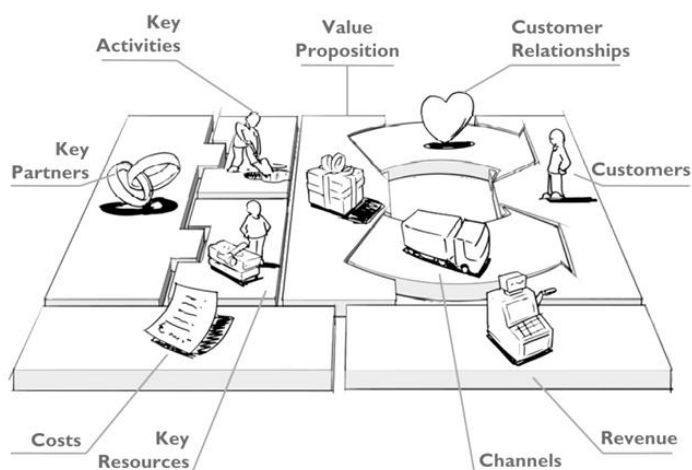 Key
Activities
Value
Proposition
Customer
Relationships
Key
Partners
Customers
Costs
Key
Resources
Channels
Revenue